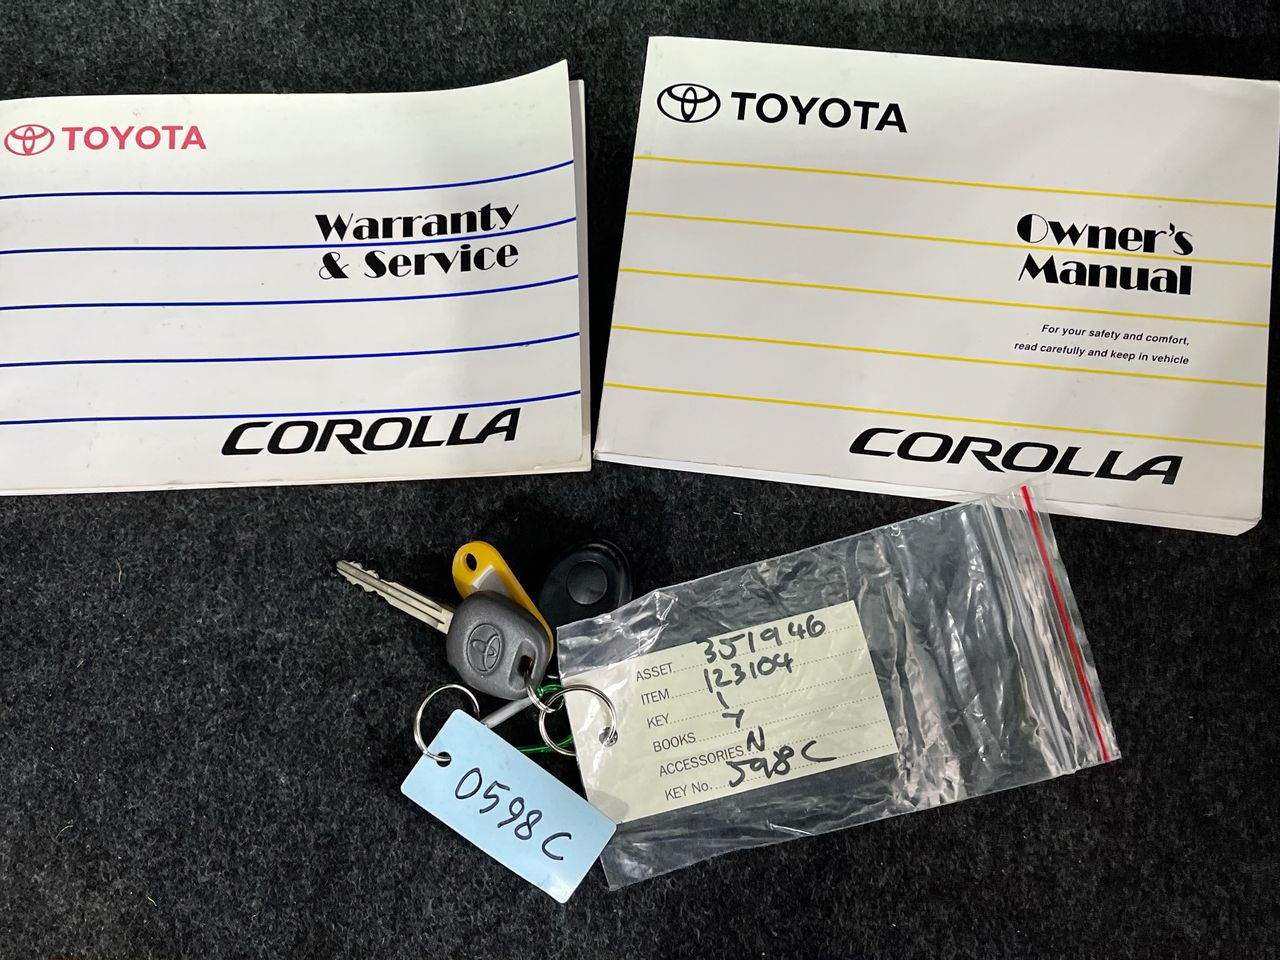 TOYOTA
Warranty
& Service
COROLLA
TOYOTA
Owner's
Manual
For your safety and comfort,
read carefully and keep in vehicle
COROLLA
ASSET 351946
ITEM 123104
KEY 1
BOOKS Y
ACCESSORIES N
KEY No. 598C
0598C